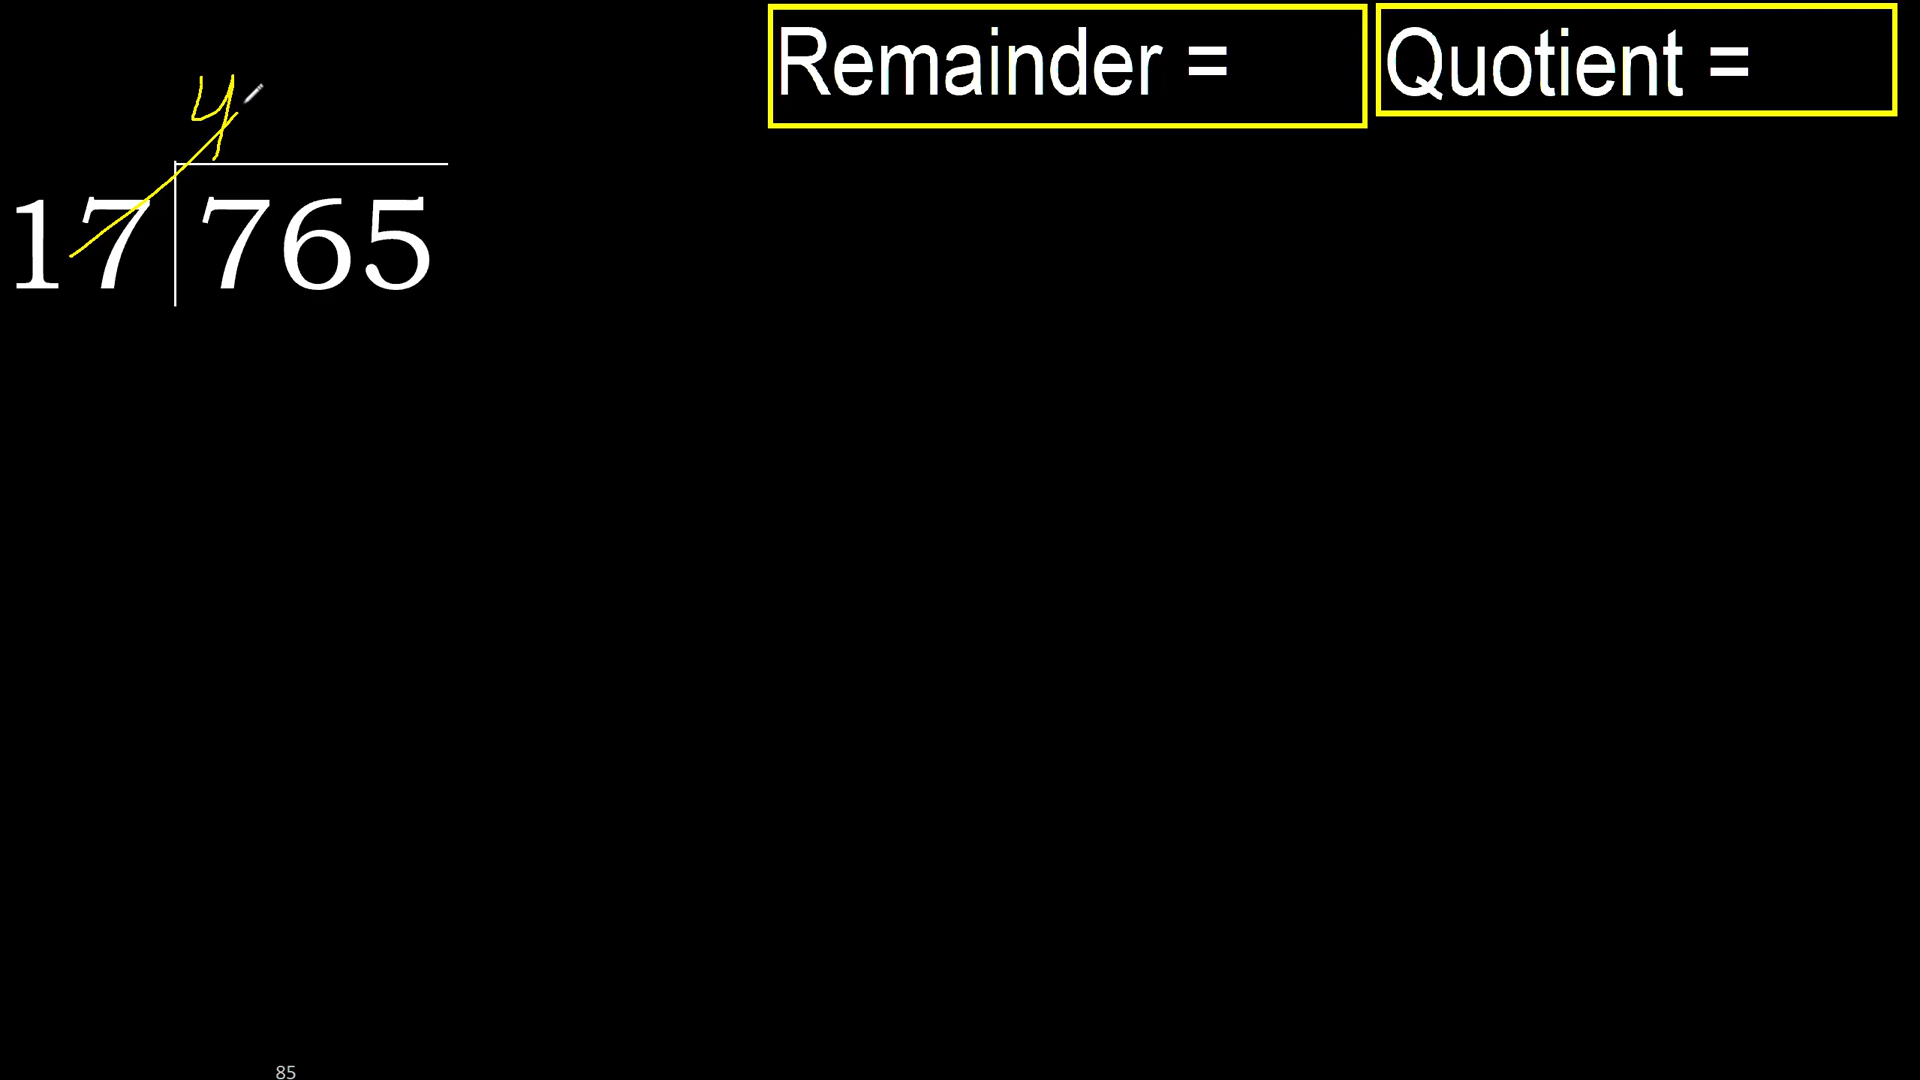 Remainder = Quotient =
4
17 765
85